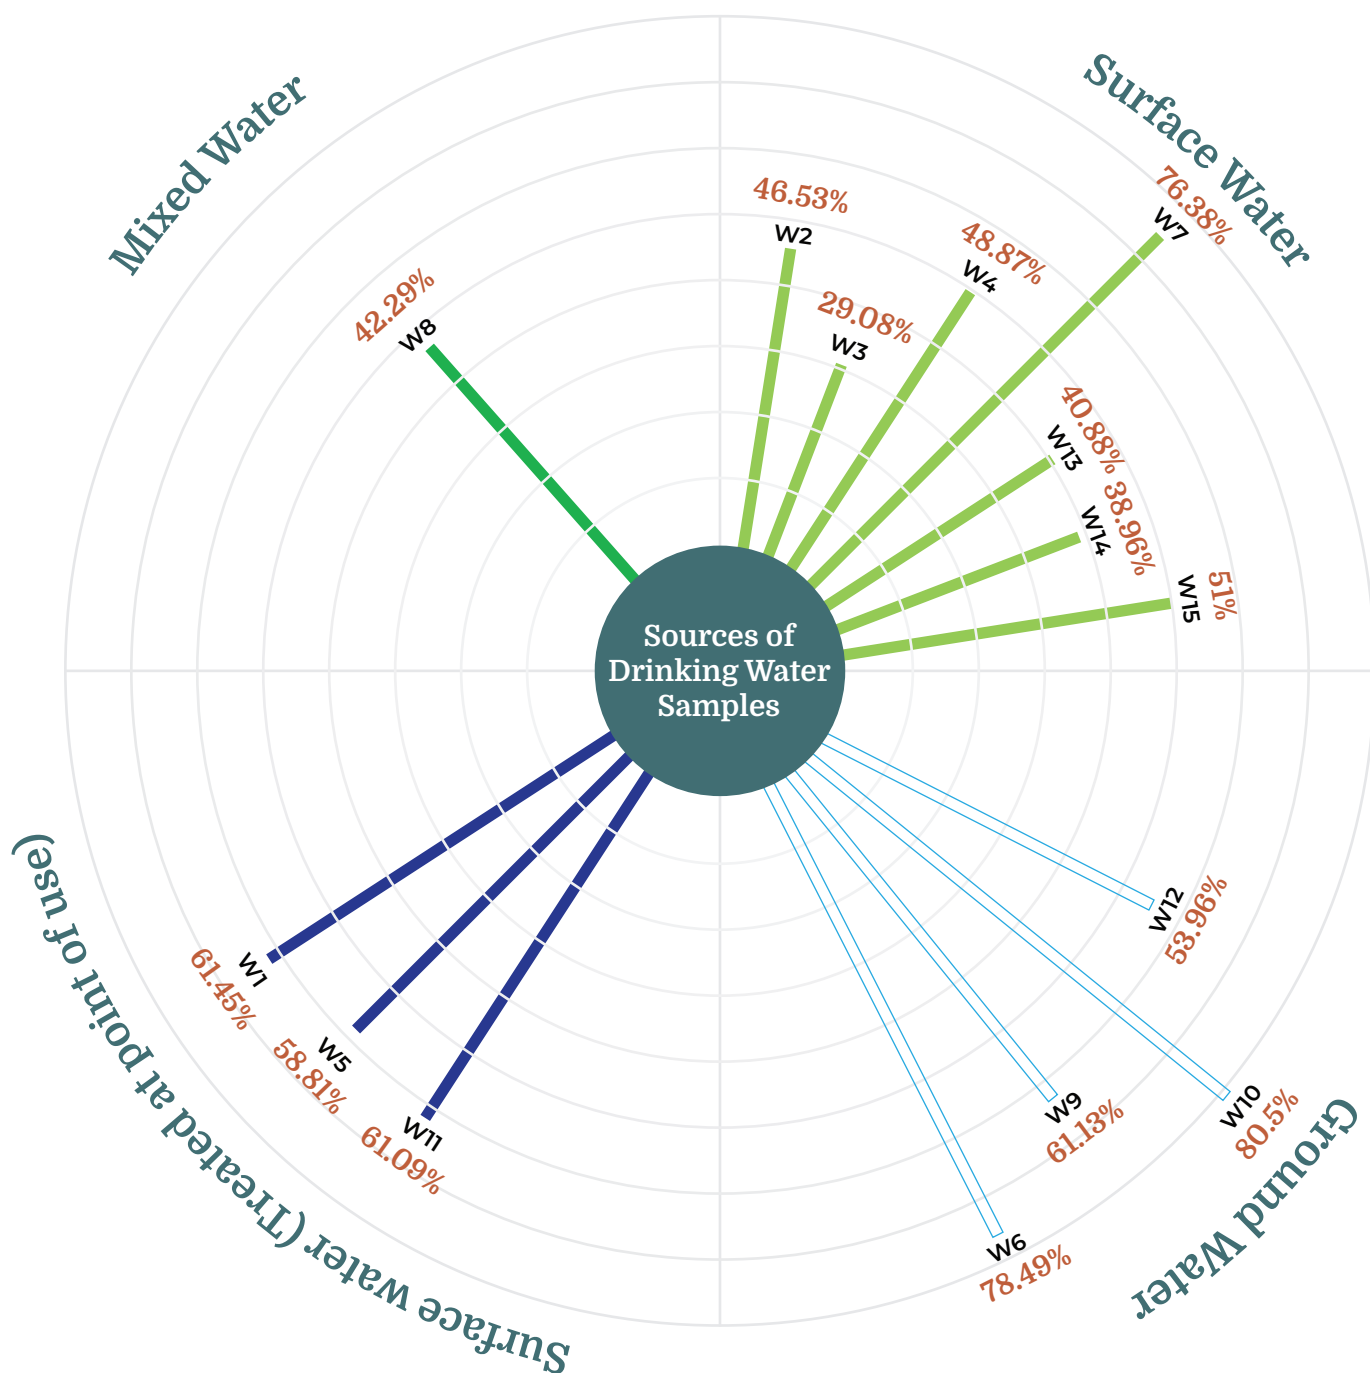 Mixed Water
Surface Water
76.38%
W7
46.53%
W2
48.87%
W4
42.29%
W8
29.08%
W3
40.88%
W13
38.96%
W14
51%
W15
Sources of
Drinking Water
Samples
W12
53.96%
W10
80.5%
W9
61.13%
W6
78.49%
Ground Water
W1
61.45%
W5
58.81%
W11
61.09%
Surface water (Treated at point of use)